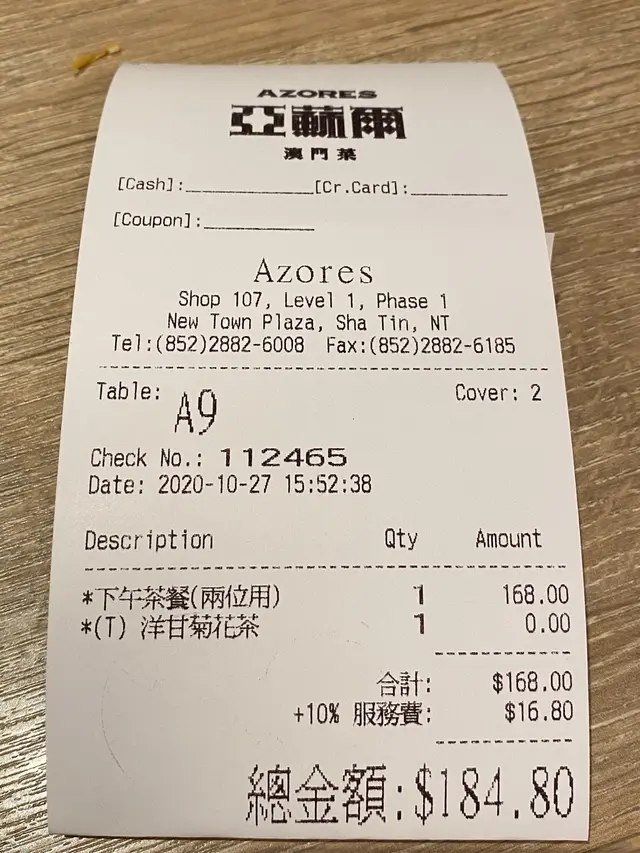 AZORES
亞蘇爾
澳門菜
[Cash]:____________[Cr.Card]:_________
[Coupon]:__________
Azores
Shop 107, Level 1, Phase 1
New Town Plaza, Sha Tin, NT
Tel:(852)2882-6008 Fax:(852)2882-6185
Table: A9 Cover: 2
Check No.: 112465
Date: 2020-10-27 15:52:38
Description Qty Amount
*下午茶餐(兩位用) 1 168.00
*(T) 洋甘菊花茶 1 0.00
合計: $168.00
+10% 服務費: $16.80
總金額:$184.80